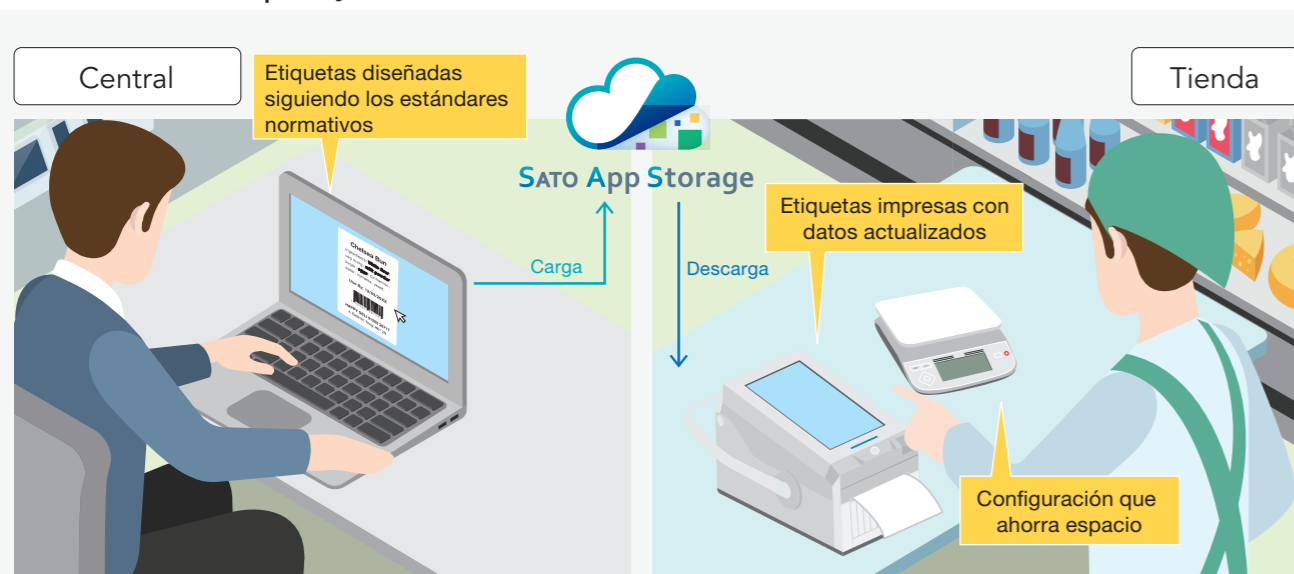 Central
Etiquetas diseñadas
siguiendo los estándares
normativos
SATO App Storage
Tienda
Etiquetas impresas con
datos actualizados
Carga
Descarga
Chelsea Bun
Configuración que
ahorra espacio